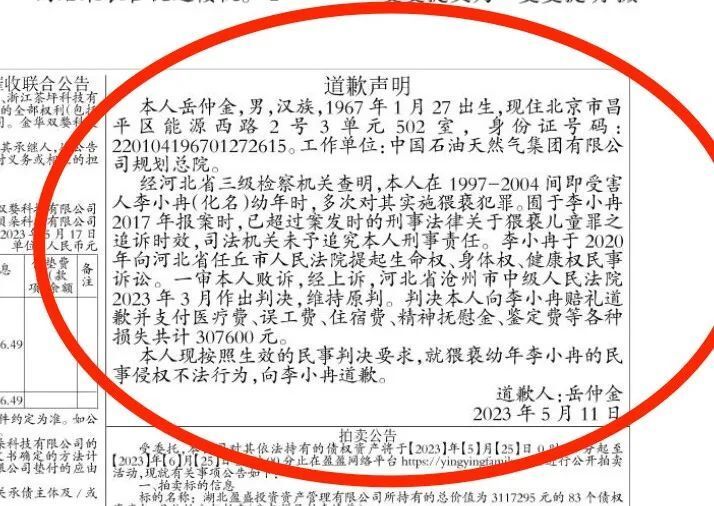 道歉声明
本人岳仲金,男,汉族,1967 年 1 月 27 出生,现住北京市昌
平区能源西路 2 号 3 单元 502 室,身份证号码:
220104196701272615。工作单位:中国石油天然气集团有限公
司规划总院。
经河北省三级检察机关查明,本人在 1997-2004 间即受害
人李小冉(化名)幼年时,多次对其实施猥亵犯罪。囿于李小冉
2017 年报案时,已超过案发时的刑事法律关于猥亵儿童罪之
追诉时效,司法机关未予追究本人刑事责任。李小冉于 2020
年向河北省任丘市人民法院提起生命权、身体权、健康权民事
诉讼。一审本人败诉,经上诉,河北省沧州市中级人民法院
2023 年 3 月作出判决,维持原判。判决本人向李小冉赔礼道
歉并支付医疗费、误工费、住宿费、精神抚慰金、鉴定费等各种
损失共计 307600 元。
本人现按照生效的民事判决要求,就猥亵幼年李小冉的民
事侵权不法行为,向李小冉道歉。
道歉人:岳仲金
2023 年 5 月 11 日
催收联合公告
、浙江茶坪科技有
的全部权利(包括
司。金华双婺科技
其承继人,从公告
付义务或相应的担
婺科技有限公司
科技有限公司
2023 年 5 月 17 日
单位:人民币元
息
垫费
(款
项)金额
备
注
6.49
6.49
件约定为准。如公
科技有限公司的
书确定的方法计
限公司垫付的应由
关承债主体及/或
拍卖公告
受委托,
对其依法持有的债权资产将于【2023】年【5】月【25】日
分起至
【2023】年【6】月【25】日
分止在盈盈网络平台 https://yingyingfamil
进行公开拍卖
活动,现就有关事项公告如下:
一、拍卖标的信息
标的名称:湖北盈盛投资资产管理有限公司所持有的总价值为 3117295 元的 83 个债权